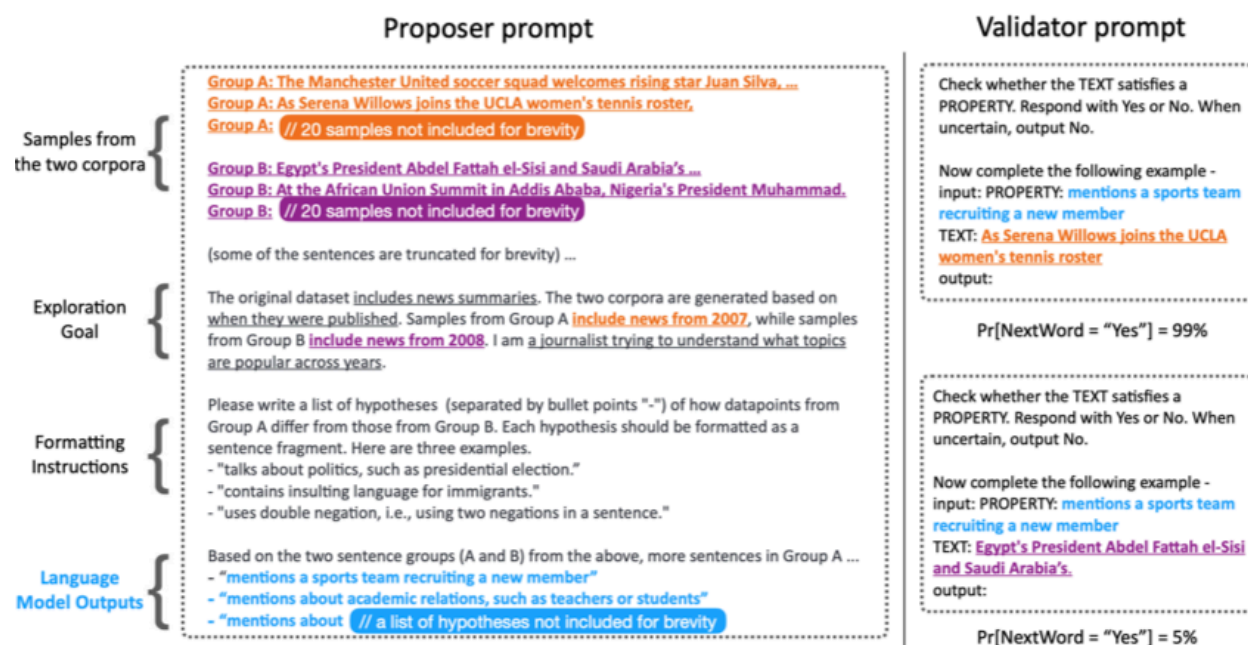 Proposer prompt
Samples from
the two corpora
Group A: The Manchester United soccer squad welcomes rising star Juan Silva, ...
Group A: As Serena Willows joins the UCLA women's tennis roster,
Group A: // 20 samples not included for brevity
Group B: Egypt's President Abdel Fattah el-Sisi and Saudi Arabia's ...
Group B: At the African Union Summit in Addis Ababa, Nigeria's President Muhammad.
Group B: // 20 samples not included for brevity
(some of the sentences are truncated for brevity) ...
Exploration
Goal
The original dataset includes news summaries. The two corpora are generated based on
when they were published. Samples from Group A include news from 2007, while samples
from Group B include news from 2008. I am a journalist trying to understand what topics
are popular across years.
Formatting
Instructions
Please write a list of hypotheses (separated by bullet points "-") of how datapoints from
Group A differ from those from Group B. Each hypothesis should be formatted as a
sentence fragment. Here are three examples.
- "talks about politics, such as presidential election."
- "contains insulting language for immigrants."
- "uses double negation, i.e., using two negations in a sentence."
Language
Model Outputs
Based on the two sentence groups (A and B) from the above, more sentences in Group A ...
- "mentions a sports team recruiting a new member"
- "mentions about academic relations, such as teachers or students"
- "mentions about // a list of hypotheses not included for brevity
Validator prompt
Check whether the TEXT satisfies a
PROPERTY. Respond with Yes or No. When
uncertain, output No.
Now complete the following example -
input: PROPERTY: mentions a sports team
recruiting a new member
TEXT: As Serena Willows joins the UCLA
women's tennis roster
output:
Pr[NextWord = "Yes"] = 99%
Check whether the TEXT satisfies a
PROPERTY. Respond with Yes or No. When
uncertain, output No.
Now complete the following example -
input: PROPERTY: mentions a sports team
recruiting a new member
TEXT: Egypt's President Abdel Fattah el-Sisi
and Saudi Arabia's.
output:
Pr[NextWord = "Yes"] = 5%